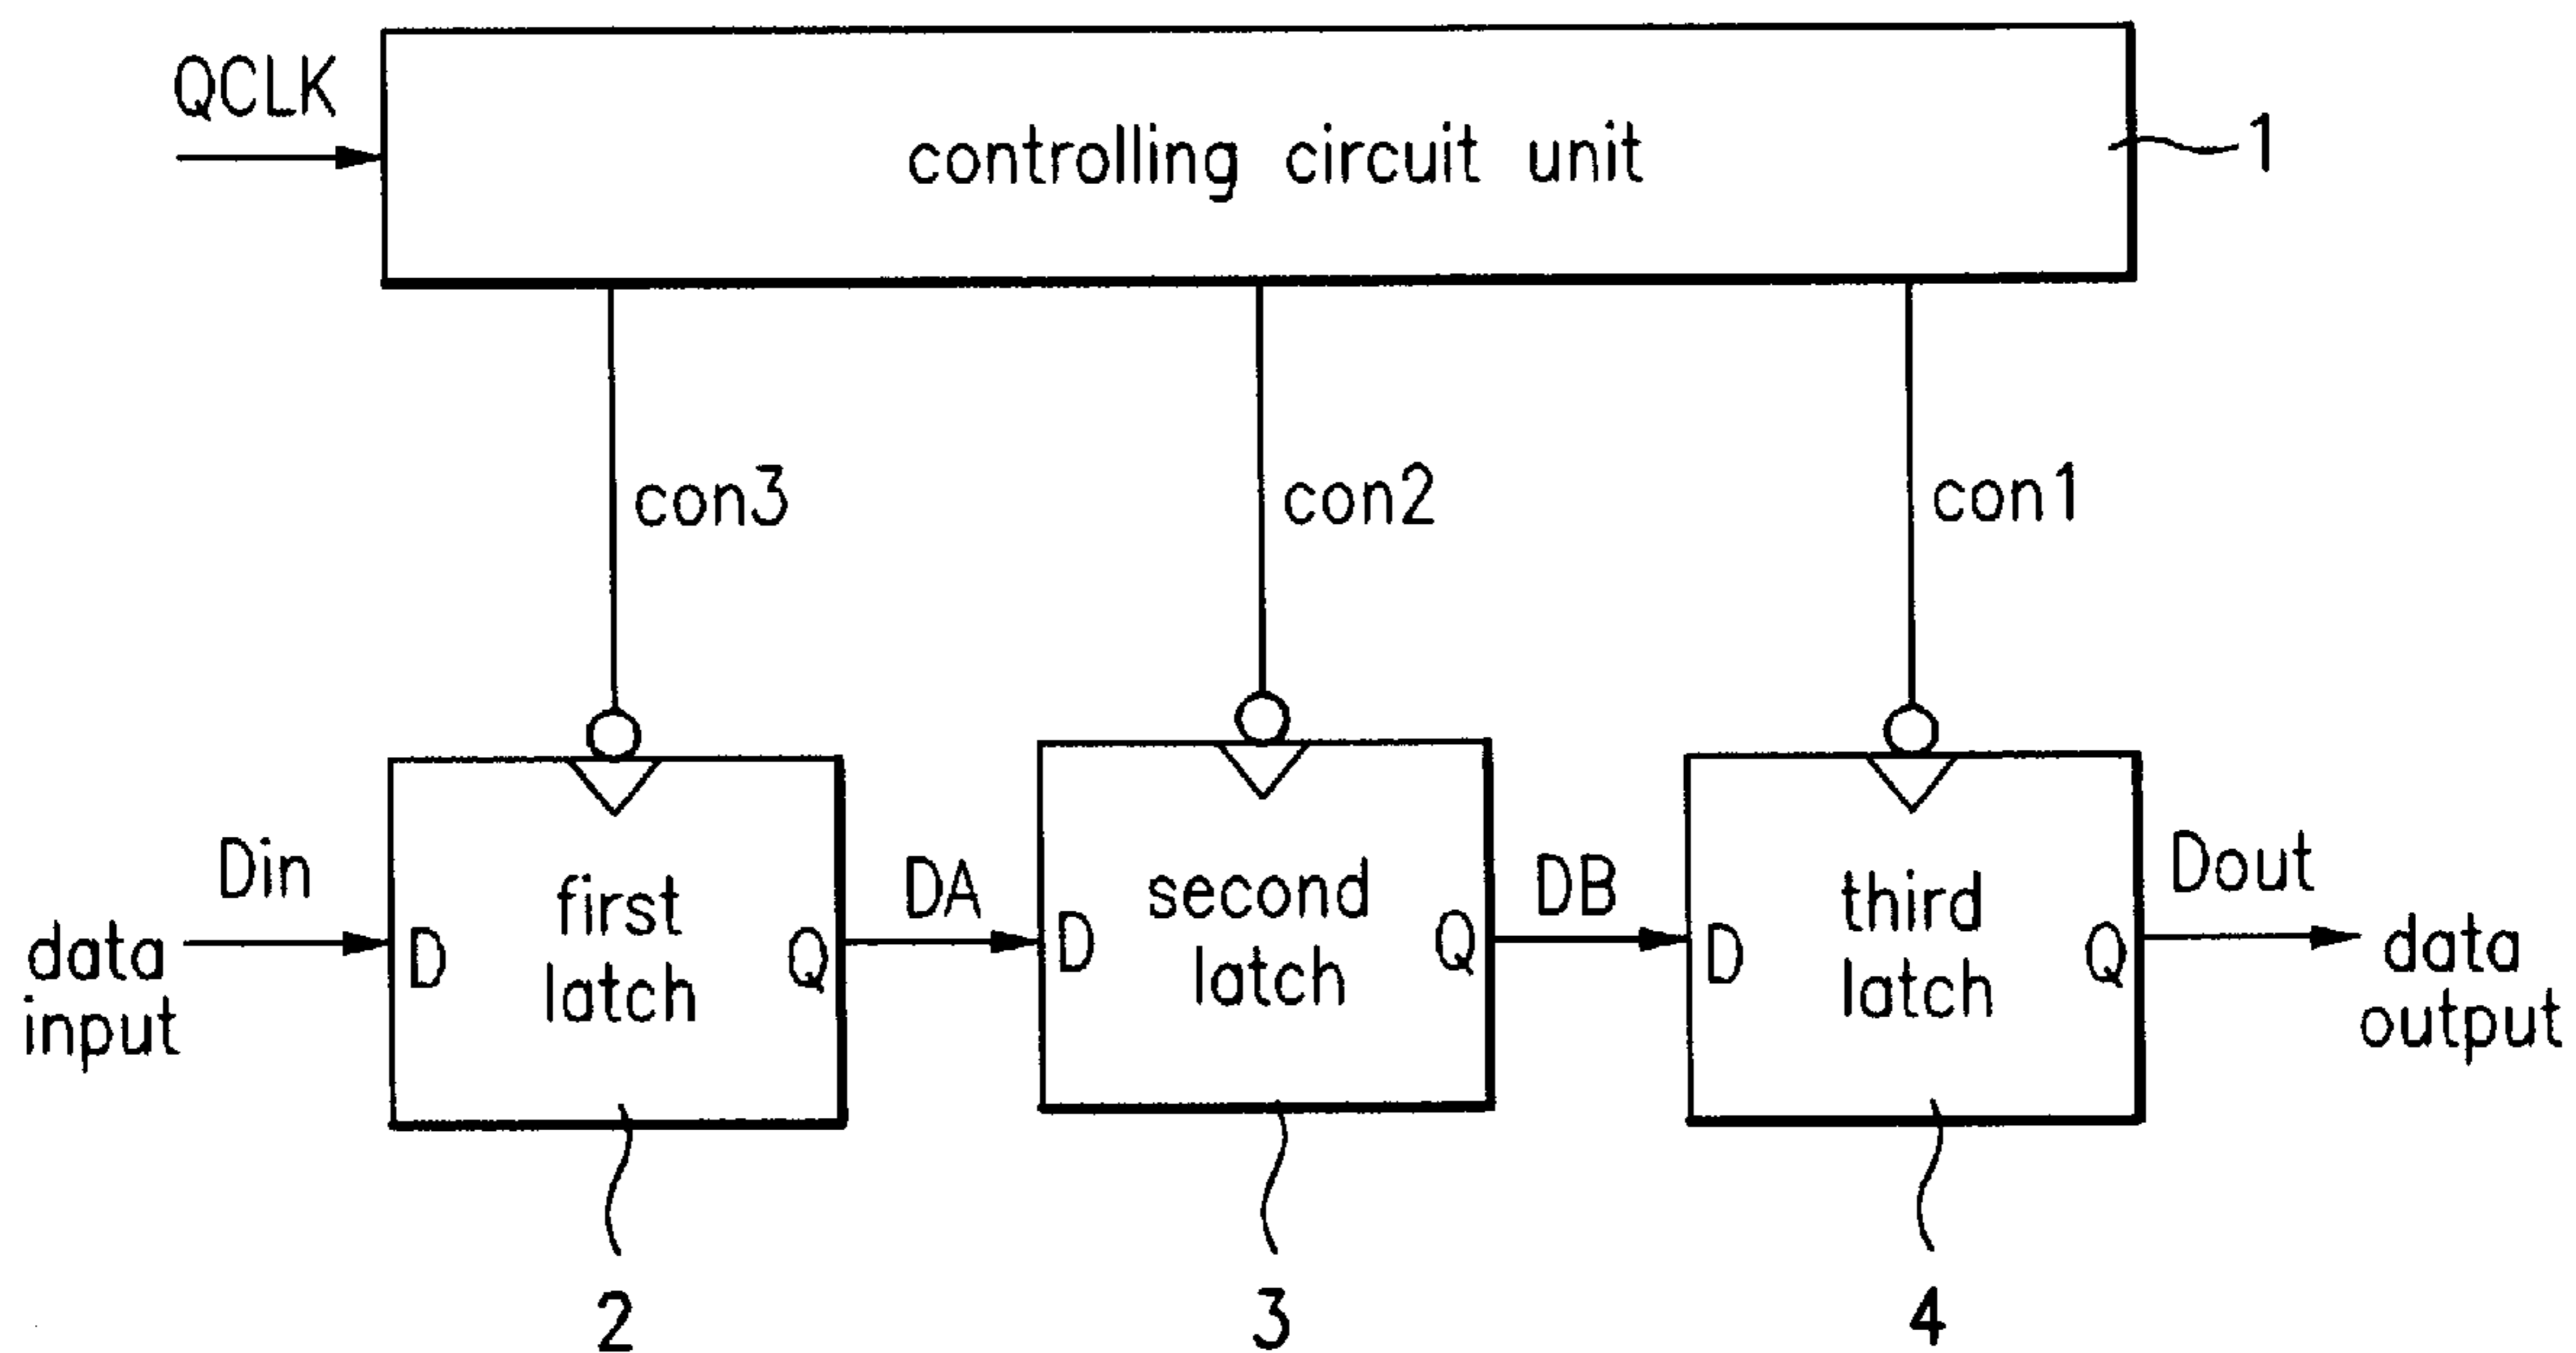 QCLK
controlling circuit unit
1
con3
con2
con1
Din
data
input
D
first
latch
Q
DA
D
second
latch
Q
DB
D
third
latch
Q
Dout
data
output
2
3
4